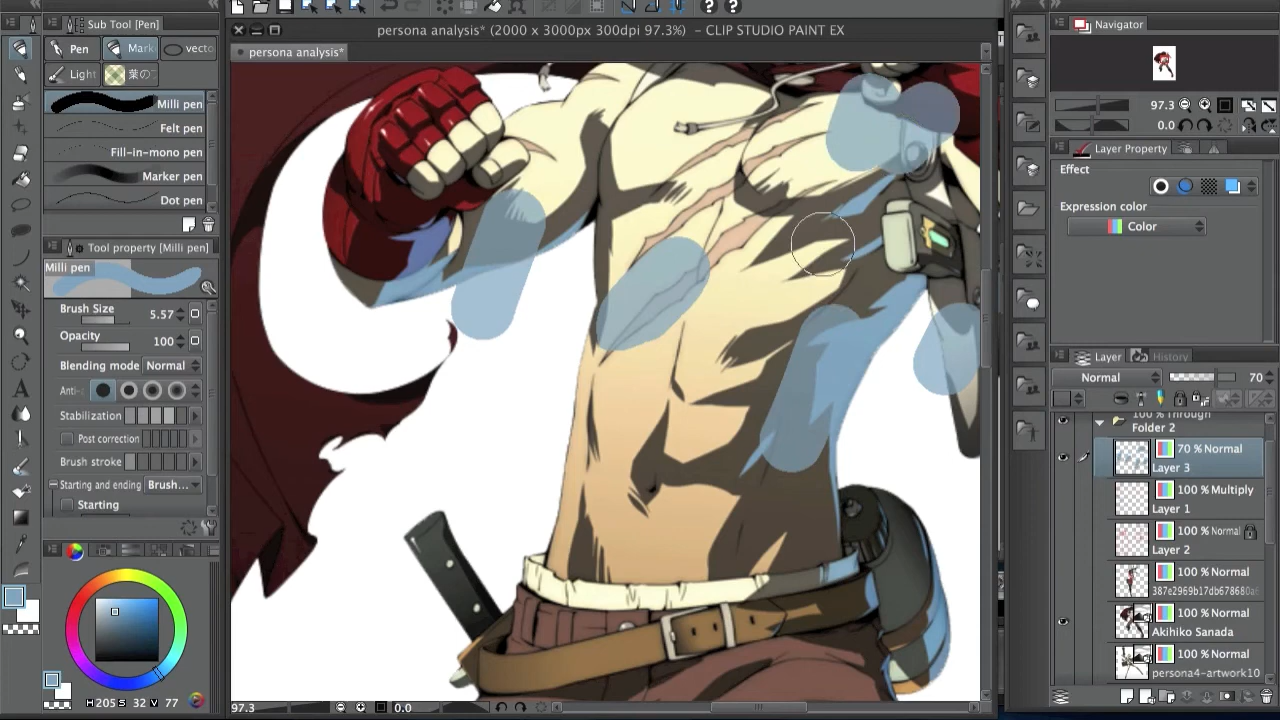 Sub Tool [Pen]
Pen
Mark
vecto
Light
葉の
Milli pen
Felt pen
Fill-in-mono pen
Marker pen
Dot pen
Tool property [Milli pen]
Milli pen
Brush Size 5.57
Opacity 100
Blending mode Normal
Anti-
Stabilization
Post correction
Brush stroke
Starting and ending Brush...
Starting
H 205 S 32 V 77
persona analysis* (2000 x 3000px 300dpi 97.3%) – CLIP STUDIO PAINT EX
persona analysis*
97.3
0.0
Navigator
97.3
0.0
Layer Property
Effect
Expression color
Color
Layer
History
Normal
70
100 % Through
Folder 2
70 % Normal
Layer 3
100 % Multiply
Layer 1
100 % Normal
Layer 2
100 % Normal
100 % Normal
Akihiko Sanada
100 % Normal
persona4-artwork10